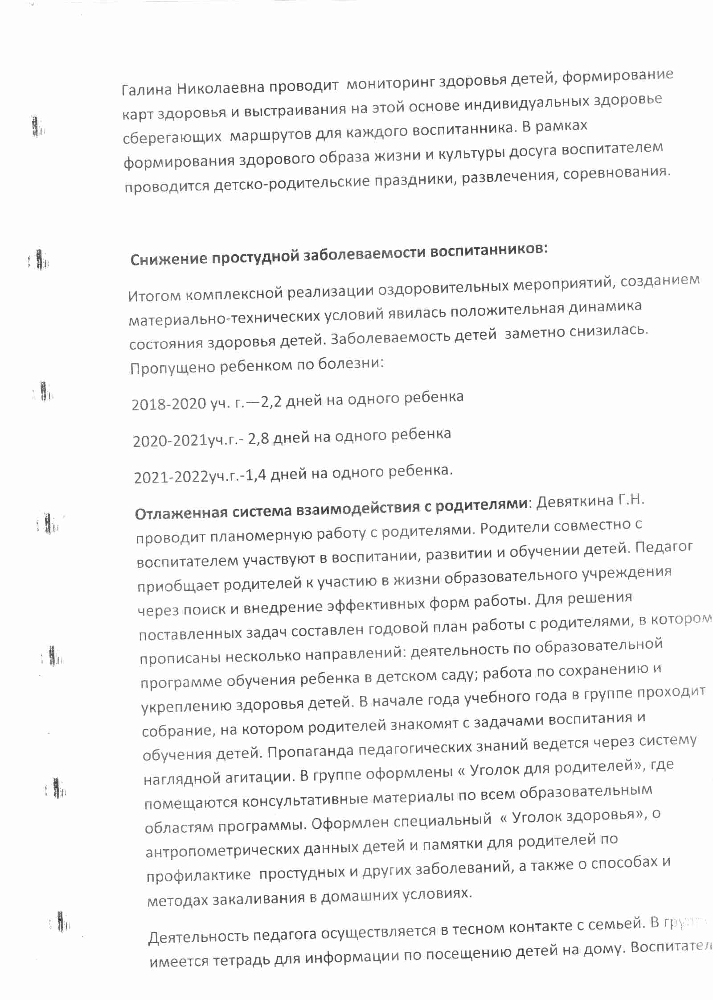 Галина Николаевна проводит мониторинг здоровья детей, формирование
карт здоровья и выстраивания на этой основе индивидуальных здоровье
сберегающих маршрутов для каждого воспитанника. В рамках
формирования здорового образа жизни и культуры досуга воспитателем
проводится детско-родительские праздники, развлечения, соревнования.
Снижение простудной заболеваемости воспитанников:
Итогом комплексной реализации оздоровительных мероприятий, созданием
материально-технических условий явилась положительная динамика
состояния здоровья детей. Заболеваемость детей заметно снизилась.
Пропущено ребенком по болезни:
2018-2020 уч. г.—2,2 дней на одного ребенка
2020-2021уч.г.- 2,8 дней на одного ребенка
2021-2022уч.г.-1,4 дней на одного ребенка.
Отлаженная система взаимодействия с родителями: Девяткина Г.Н.
проводит планомерную работу с родителями. Родители совместно с
воспитателем участвуют в воспитании, развитии и обучении детей. Педагог
приобщает родителей к участию в жизни образовательного учреждения
через поиск и внедрение эффективных форм работы. Для решения
поставленных задач составлен годовой план работы с родителями, в котором
прописаны несколько направлений: деятельность по образовательной
программе обучения ребенка в детском саду; работа по сохранению и
укреплению здоровья детей. В начале года учебного года в группе проходит
собрание, на котором родителей знакомят с задачами воспитания и
обучения детей. Пропаганда педагогических знаний ведется через систему
наглядной агитации. В группе оформлены « Уголок для родителей», где
помещаются консультативные материалы по всем образовательным
областям программы. Оформлен специальный « Уголок здоровья», о
антропометрических данных детей и памятки для родителей по
профилактике простудных и других заболеваний, а также о способах и
методах закаливания в домашних условиях.
Деятельность педагога осуществляется в тесном контакте с семьей. В
имеется тетрадь для информации по посещению детей на дому.